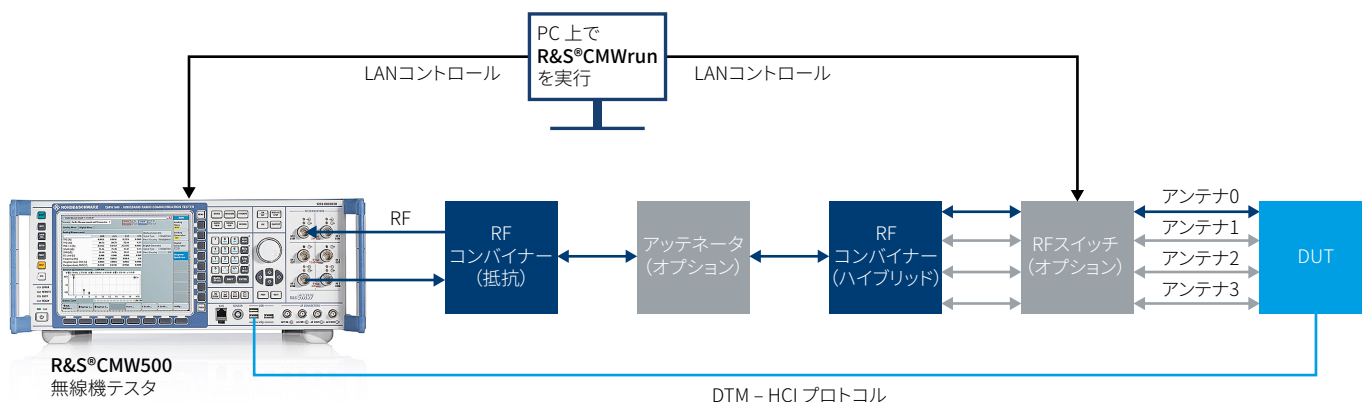 PC 上で
R&S®CMWrun
を実行
LANコントロール
LANコントロール
RF
RF
コンバイナー
(抵抗)
アッテネータ
(オプション)
RF
コンバイナー
(ハイブリッド)
RFスイッチ
(オプション)
アンテナ0
アンテナ1
アンテナ2
アンテナ3
DUT
ROHDE&SCHWARZ
R&S®CMW500
無線機テスタ
DTM – HCI プロトコル